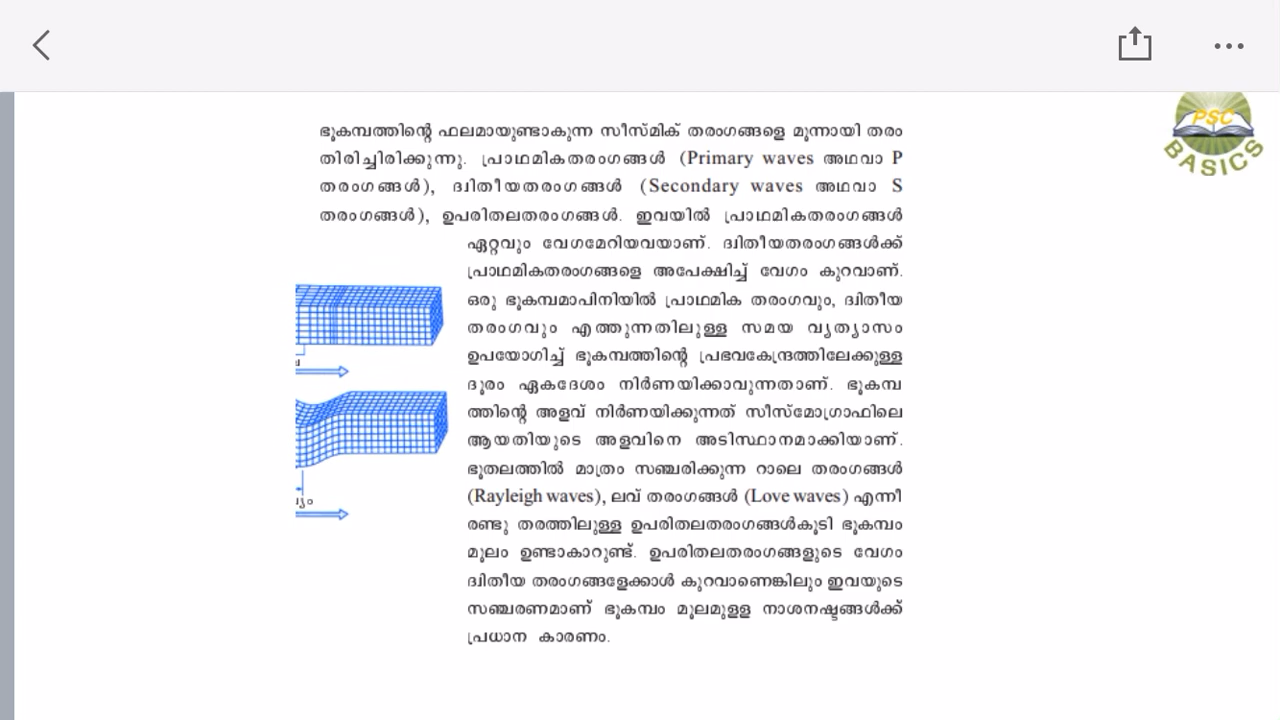 PSC
BASICS
ഭൂകമ്പത്തിന്റെ ഫലമായുണ്ടാകുന്ന സീസ്മിക് തരംഗങ്ങളെ മൂന്നായി തരം
തിരിച്ചിരിക്കുന്നു. പ്രാഥമികതരംഗങ്ങൾ (Primary waves അഥവാ P
തരംഗങ്ങൾ), ദ്വിതീയതരംഗങ്ങൾ (Secondary waves അഥവാ S
തരംഗങ്ങൾ), ഉപരിതലതരംഗങ്ങൾ. ഇവയിൽ പ്രാഥമികതരംഗങ്ങൾ
ഏറ്റവും വേഗമേറിയവയാണ്. ദ്വിതീയതരംഗങ്ങൾക്ക്
പ്രാഥമികതരംഗങ്ങളെ അപേക്ഷിച്ച് വേഗം കുറവാണ്.
ഒരു ഭൂകമ്പമാപിനിയിൽ പ്രാഥമിക തരംഗവും, ദ്വിതീയ
തരംഗവും എത്തുന്നതിലുള്ള സമയ വ്യത്യാസം
ഉപയോഗിച്ച് ഭൂകമ്പത്തിന്റെ പ്രഭവകേന്ദ്രത്തിലേക്കുള്ള
ദൂരം ഏകദേശം നിർണയിക്കാവുന്നതാണ്. ഭൂകമ്പ
ത്തിന്റെ അളവ് നിർണയിക്കുന്നത് സീസ്മോഗ്രാഫിലെ
ആയതിയുടെ അളവിനെ അടിസ്ഥാനമാക്കിയാണ്.
ഭൂതലത്തിൽ മാത്രം സഞ്ചരിക്കുന്ന റാലെ തരംഗങ്ങൾ
(Rayleigh waves), ലവ് തരംഗങ്ങൾ (Love waves) എന്നീ
രണ്ടു തരത്തിലുള്ള ഉപരിതലതരംഗങ്ങൾകൂടി ഭൂകമ്പം
മൂലം ഉണ്ടാകാറുണ്ട്. ഉപരിതലതരംഗങ്ങളുടെ വേഗം
ദ്വിതീയ തരംഗങ്ങളേക്കാൾ കുറവാണെങ്കിലും ഇവയുടെ
സഞ്ചരണമാണ് ഭൂകമ്പം മൂലമുളള നാശനഷ്ടങ്ങൾക്ക്
പ്രധാന കാരണം.